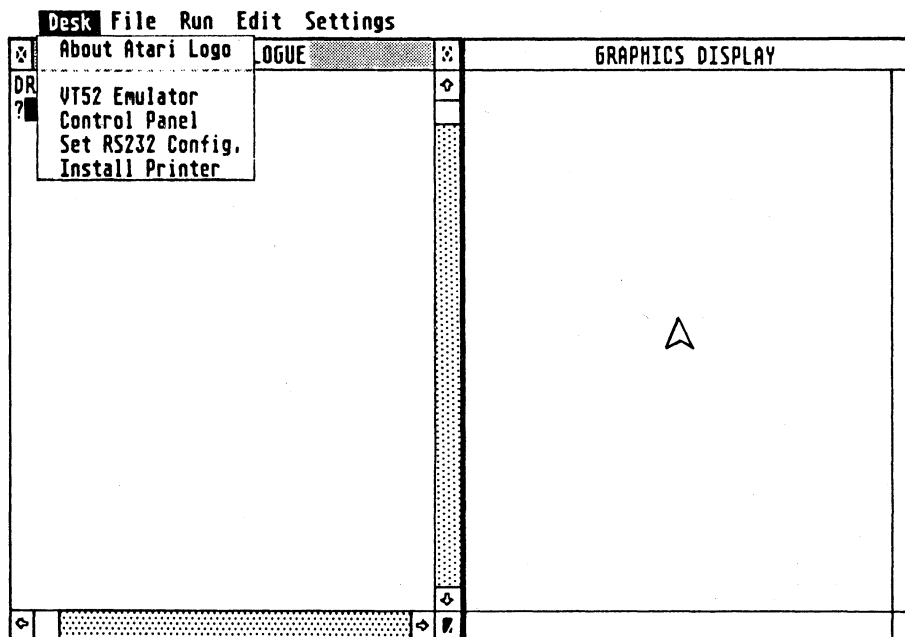 Desk File Run Edit Settings
About Atari Logo
LOGUE
GRAPHICS DISPLAY
DR
VT52 Emulator
?
Control Panel
Set RS232 Config.
Install Printer